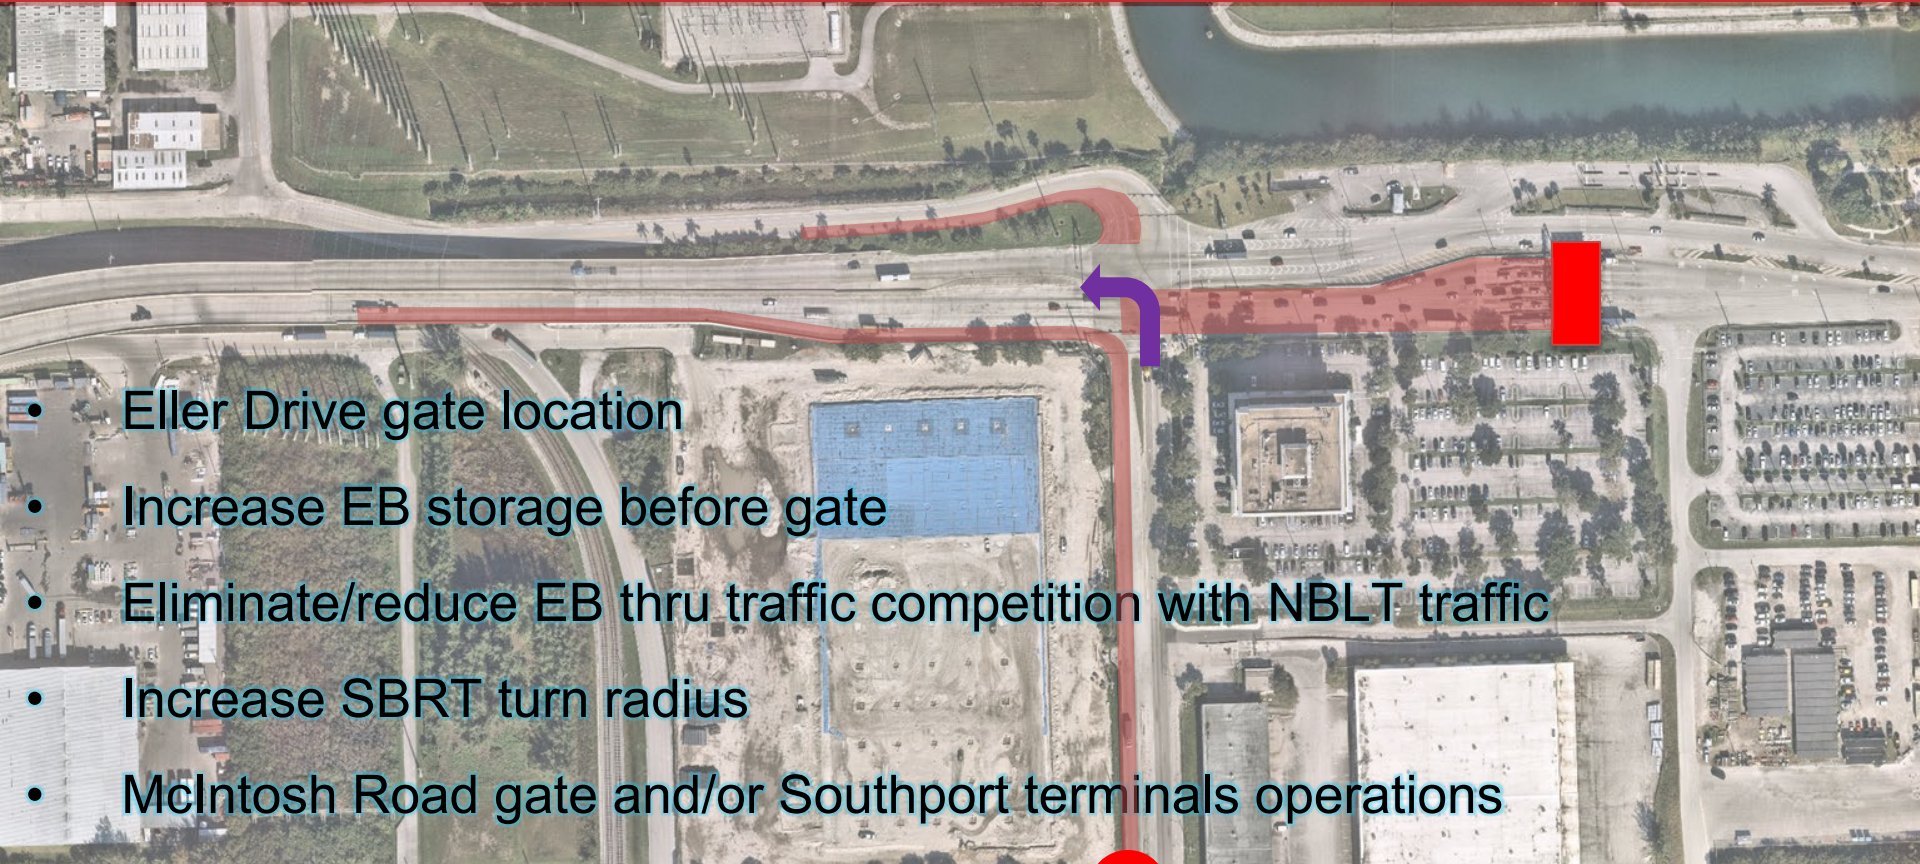 • Eller Drive gate location
• Increase EB storage before gate
• Eliminate/reduce EB thru traffic competition with NBLT traffic
• Increase SBRT turn radius
• McIntosh Road gate and/or Southport terminals operations